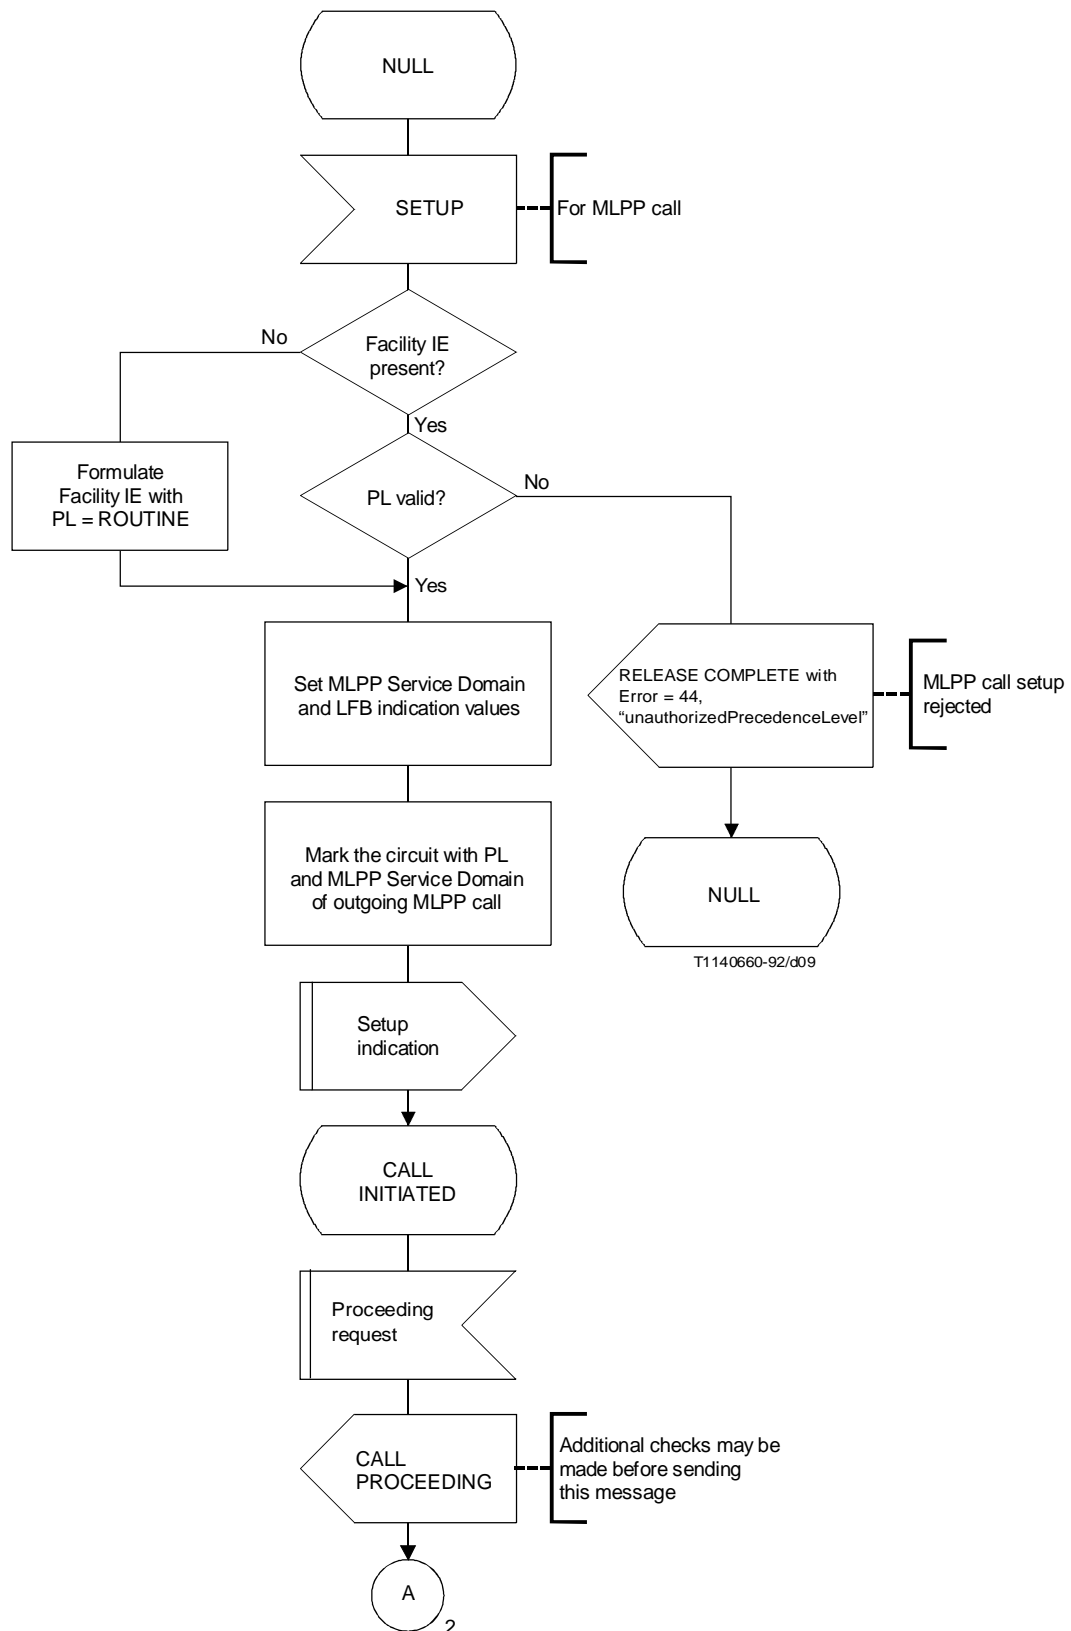 NULL
SETUP
For MLPP call
No
Facility IE
present?
Yes
Formulate
Facility IE with
PL = ROUTINE
PL valid?
No
Yes
Set MLPP Service Domain
and LFB indication values
RELEASE COMPLETE with
Error = 44,
“unauthorizedPrecedenceLevel”
MLPP call setup
rejected
Mark the circuit with PL
and MLPP Service Domain
of outgoing MLPP call
NULL
T1140660-92/d09
Setup
indication
CALL
INITIATED
Proceeding
request
CALL
PROCEEDING
Additional checks may be
made before sending
this message
A
2